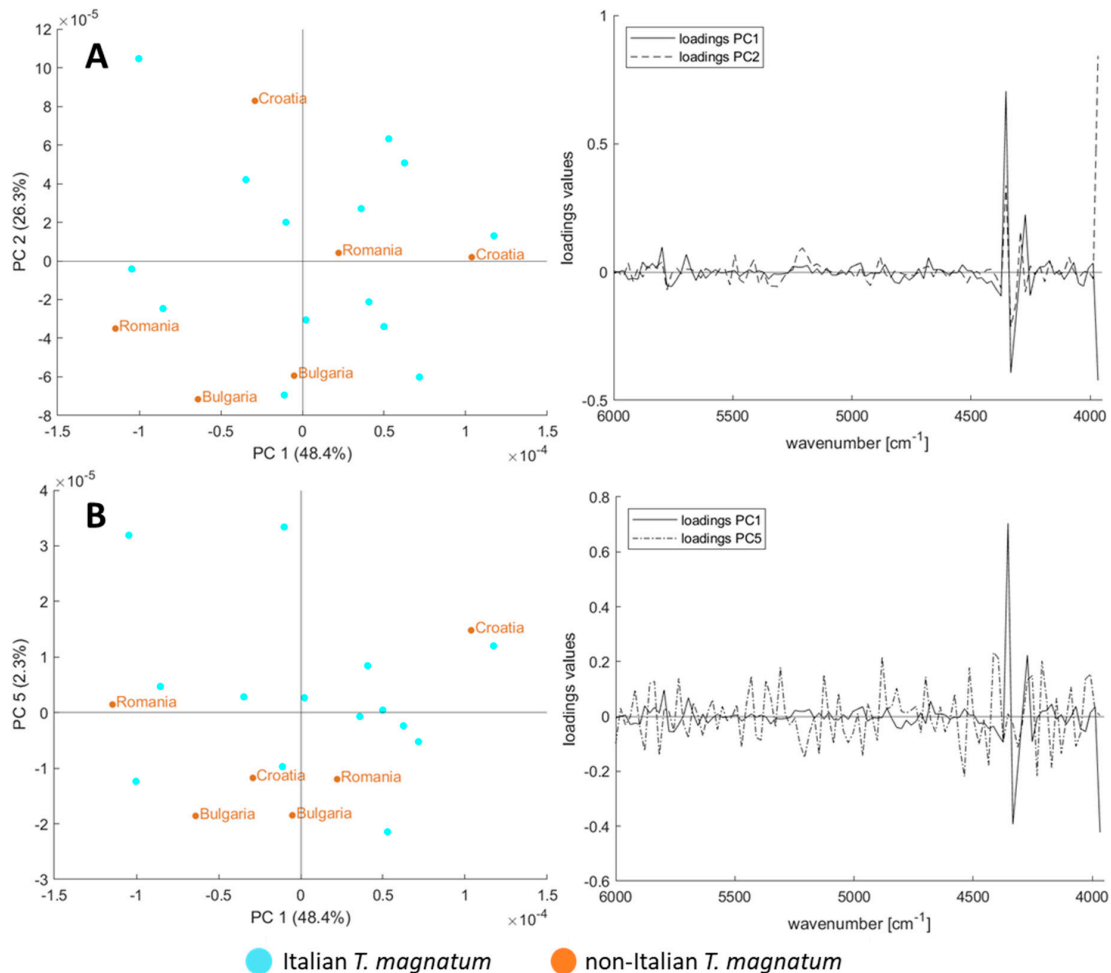 ×10⁻⁵
A
12
10
8
6
4
2
0
-2
-4
-6
-8
PC 2 (26.3%)
Croatia
Romania
Croatia
Romania
Bulgaria
Bulgaria
-1.5
-1
-0.5
0
0.5
1
1.5
PC 1 (48.4%)
×10⁻⁴
1
0.5
0
-0.5
loadings values
loadings PC1
loadings PC2
6000
5500
5000
4500
4000
wavenumber [cm⁻¹]
×10⁻⁵
B
4
3
2
1
0
-1
-2
-3
PC 5 (2.3%)
Croatia
Romania
Croatia
Romania
Bulgaria
Bulgaria
-1.5
-1
-0.5
0
0.5
1
1.5
PC 1 (48.4%)
×10⁻⁴
0.8
0.6
0.4
0.2
0
-0.2
-0.4
-0.6
loadings values
loadings PC1
loadings PC5
6000
5500
5000
4500
4000
wavenumber [cm⁻¹]
Italian T. magnatum
non-Italian T. magnatum